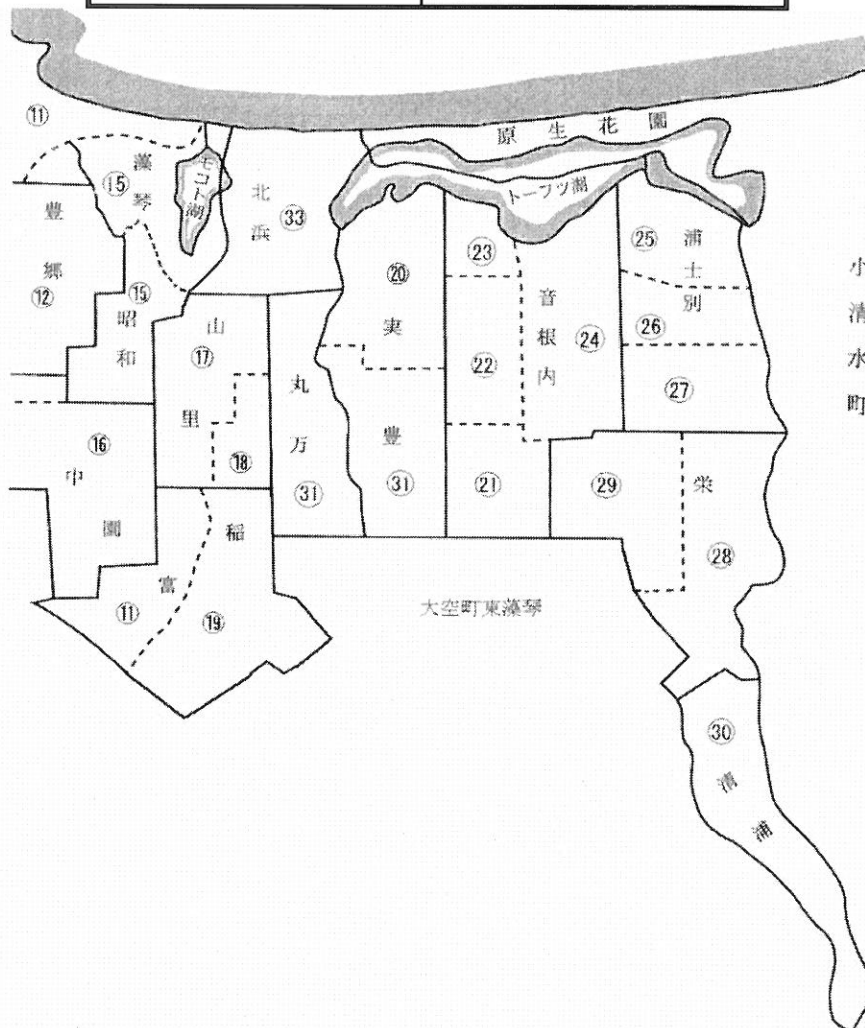 原生花園
⑪
藻琴
⑮
モコト湖
北浜
㉝
トーフツ湖
豊郷
⑫
⑮
昭和
山里
⑰
⑱
丸万
㉛
⑳
実豊
㉛
㉓
㉒
㉑
音根内
㉔
㉕
浦士別
㉖
㉗
小清水町
⑯
中園
稲富
⑪
⑲
㉙
栄
㉘
大空町東藻琴
㉚
清浦